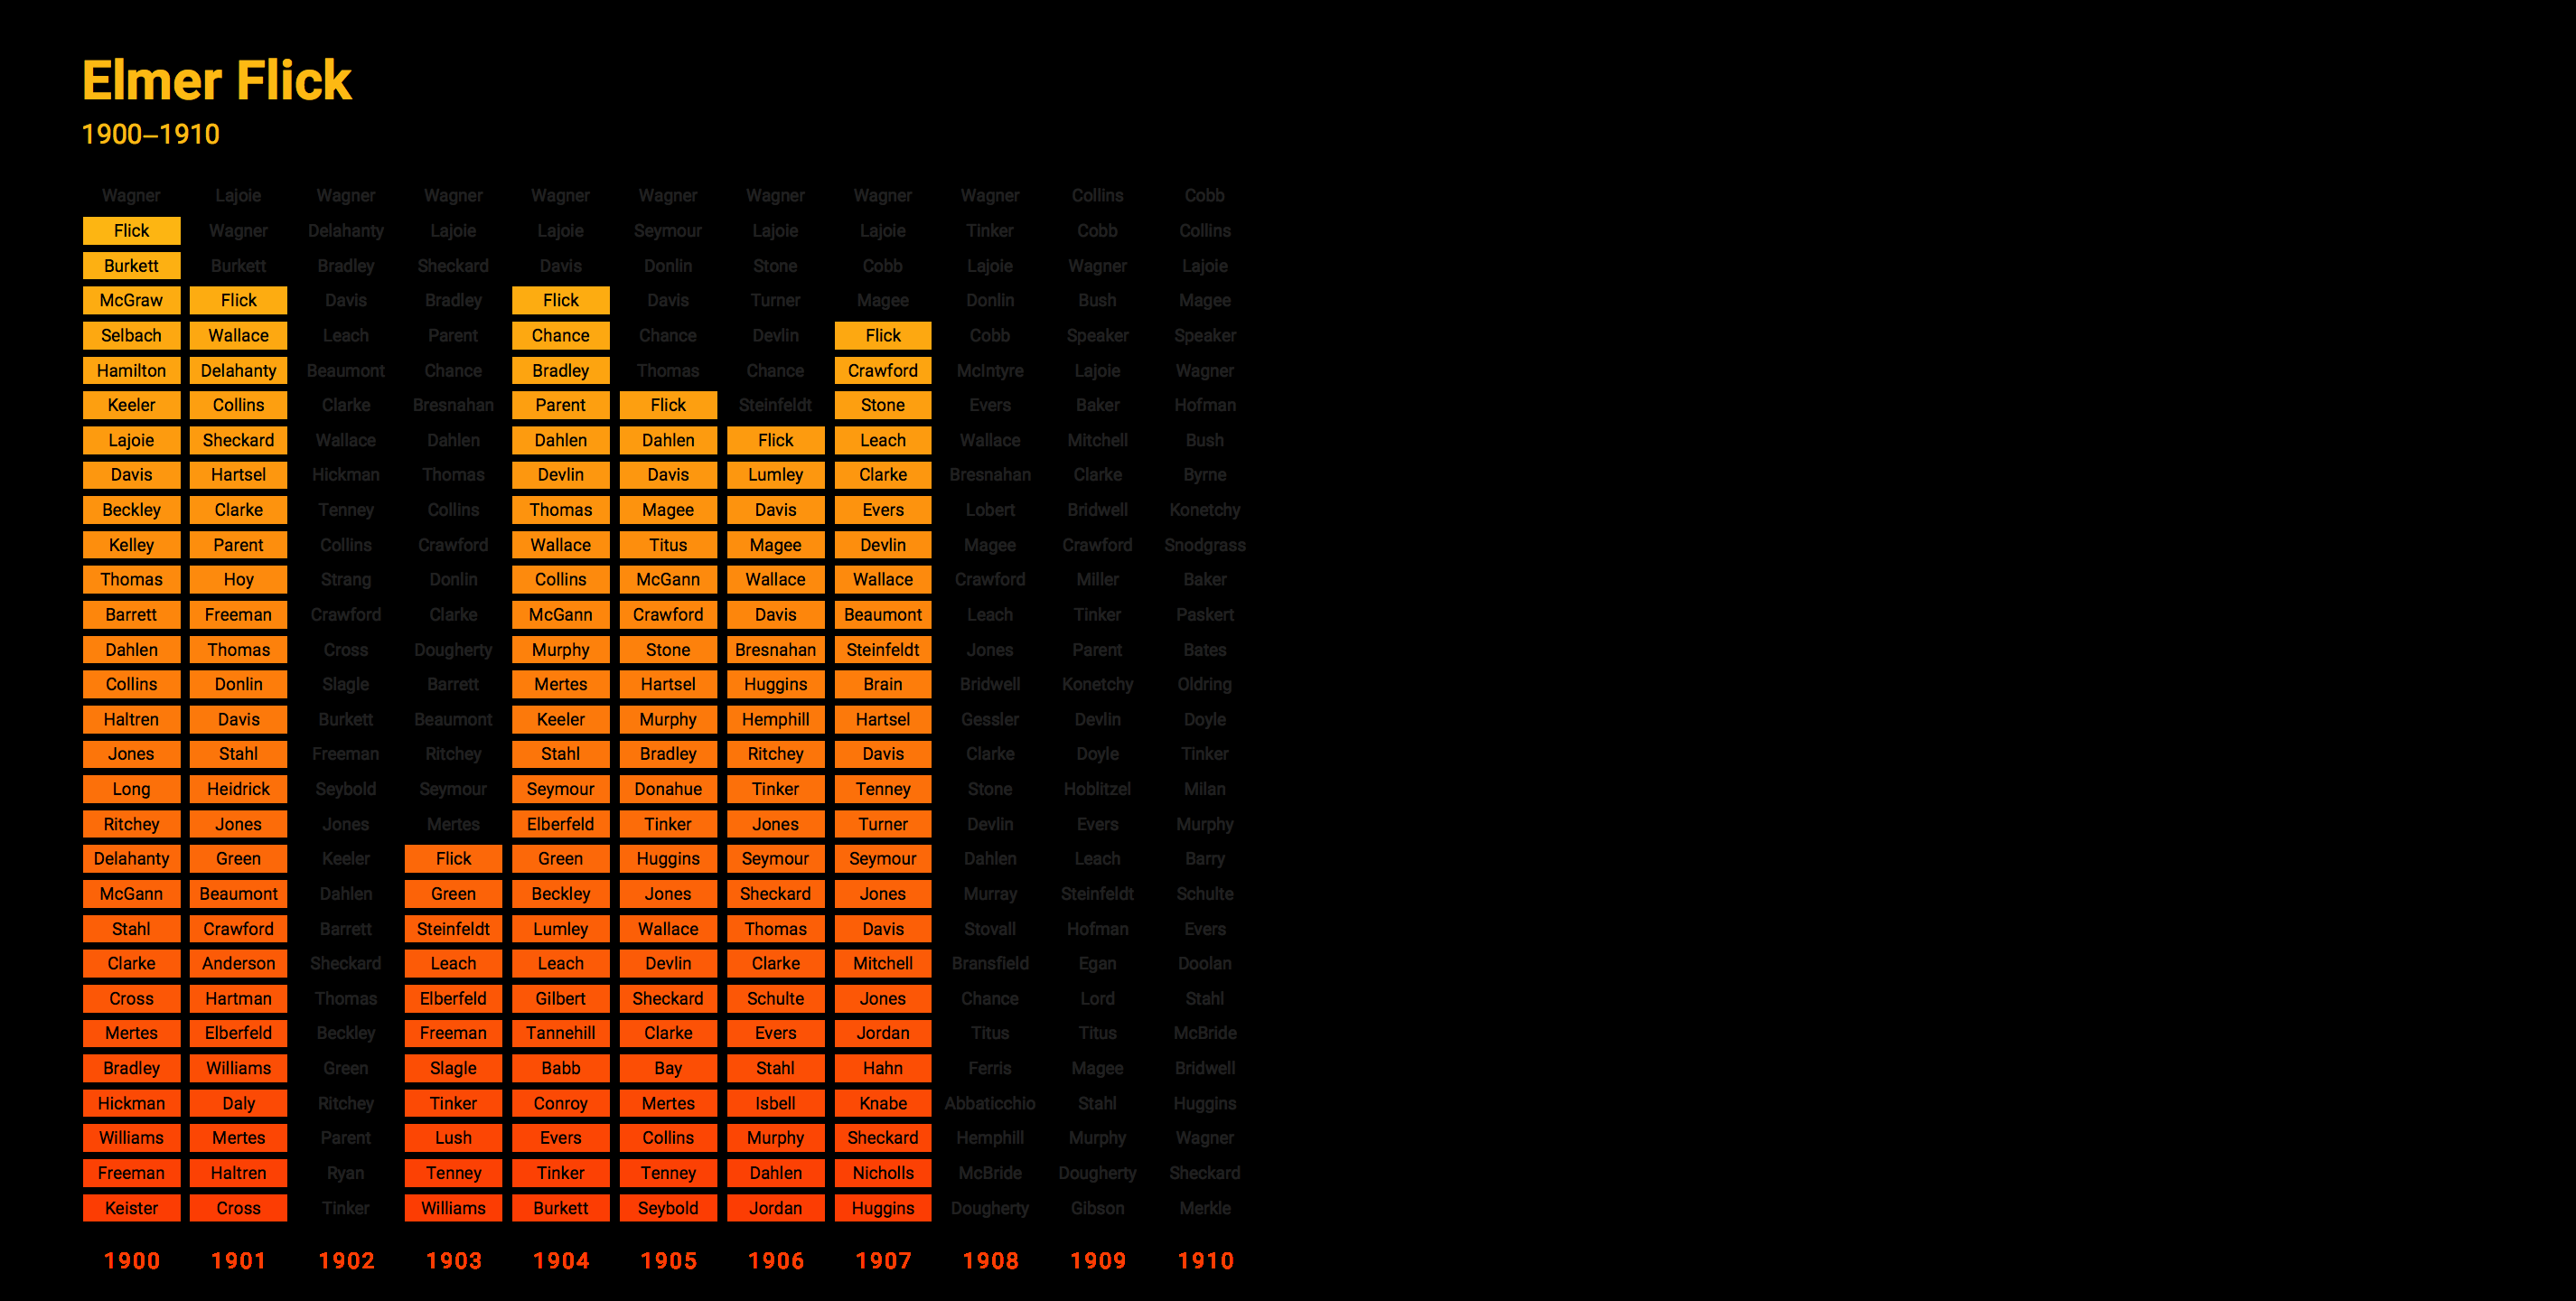 Elmer Flick
1900–1910
Wagner Lajoie Wagner Wagner Wagner Wagner Wagner Wagner Wagner Collins Cobb
Flick Wagner Delahanty Lajoie Lajoie Seymour Lajoie Lajoie Tinker Cobb Collins
Burkett Burkett Bradley Sheckard Davis Donlin Stone Cobb Lajoie Wagner Lajoie
McGraw Flick Davis Bradley Flick Davis Turner Magee Donlin Bush Magee
Selbach Wallace Leach Parent Chance Chance Devlin Flick Cobb Speaker Speaker
Hamilton Delahanty Beaumont Chance Bradley Thomas Chance Crawford McIntyre Lajoie Wagner
Keeler Collins Clarke Bresnahan Parent Flick Steinfeldt Stone Evers Baker Hofman
Lajoie Sheckard Wallace Dahlen Dahlen Dahlen Flick Leach Wallace Mitchell Bush
Davis Hartsel Hickman Thomas Devlin Davis Lumley Clarke Bresnahan Clarke Byrne
Beckley Clarke Tenney Collins Thomas Magee Davis Evers Lobert Bridwell Konetchy
Kelley Parent Collins Crawford Wallace Titus Magee Devlin Magee Crawford Snodgrass
Thomas Hoy Strang Donlin Collins McGann Wallace Wallace Crawford Miller Baker
Barrett Freeman Crawford Clarke McGann Crawford Davis Beaumont Leach Tinker Paskert
Dahlen Thomas Cross Dougherty Murphy Stone Bresnahan Steinfeldt Jones Parent Bates
Collins Donlin Slagle Barrett Mertes Hartsel Huggins Brain Bridwell Konetchy Oldring
Haltren Davis Burkett Beaumont Keeler Murphy Hemphill Hartsel Gessler Devlin Doyle
Jones Stahl Freeman Ritchey Stahl Bradley Ritchey Davis Clarke Doyle Tinker
Long Heidrick Seybold Seymour Seymour Donahue Tinker Tenney Stone Hoblitzel Milan
Ritchey Jones Jones Mertes Elberfeld Tinker Jones Turner Devlin Evers Murphy
Delahanty Green Keeler Flick Green Huggins Seymour Seymour Dahlen Leach Barry
McGann Beaumont Dahlen Green Beckley Jones Sheckard Jones Murray Steinfeldt Schulte
Stahl Crawford Barrett Steinfeldt Lumley Wallace Thomas Davis Stovall Hofman Evers
Clarke Anderson Sheckard Leach Leach Devlin Clarke Mitchell Bransfield Egan Doolan
Cross Hartman Thomas Elberfeld Gilbert Sheckard Schulte Jones Chance Lord Stahl
Mertes Elberfeld Beckley Freeman Tannehill Clarke Evers Jordan Titus Titus McBride
Bradley Williams Green Slagle Babb Bay Stahl Hahn Ferris Magee Bridwell
Hickman Daly Ritchey Tinker Conroy Mertes Isbell Knabe Abbaticchio Stahl Huggins
Williams Mertes Parent Lush Evers Collins Murphy Sheckard Hemphill Murphy Wagner
Freeman Haltren Ryan Tenney Tinker Tenney Dahlen Nicholls McBride Dougherty Sheckard
Keister Cross Tinker Williams Burkett Seybold Jordan Huggins Dougherty Gibson Merkle
1900 1901 1902 1903 1904 1905 1906 1907 1908 1909 1910